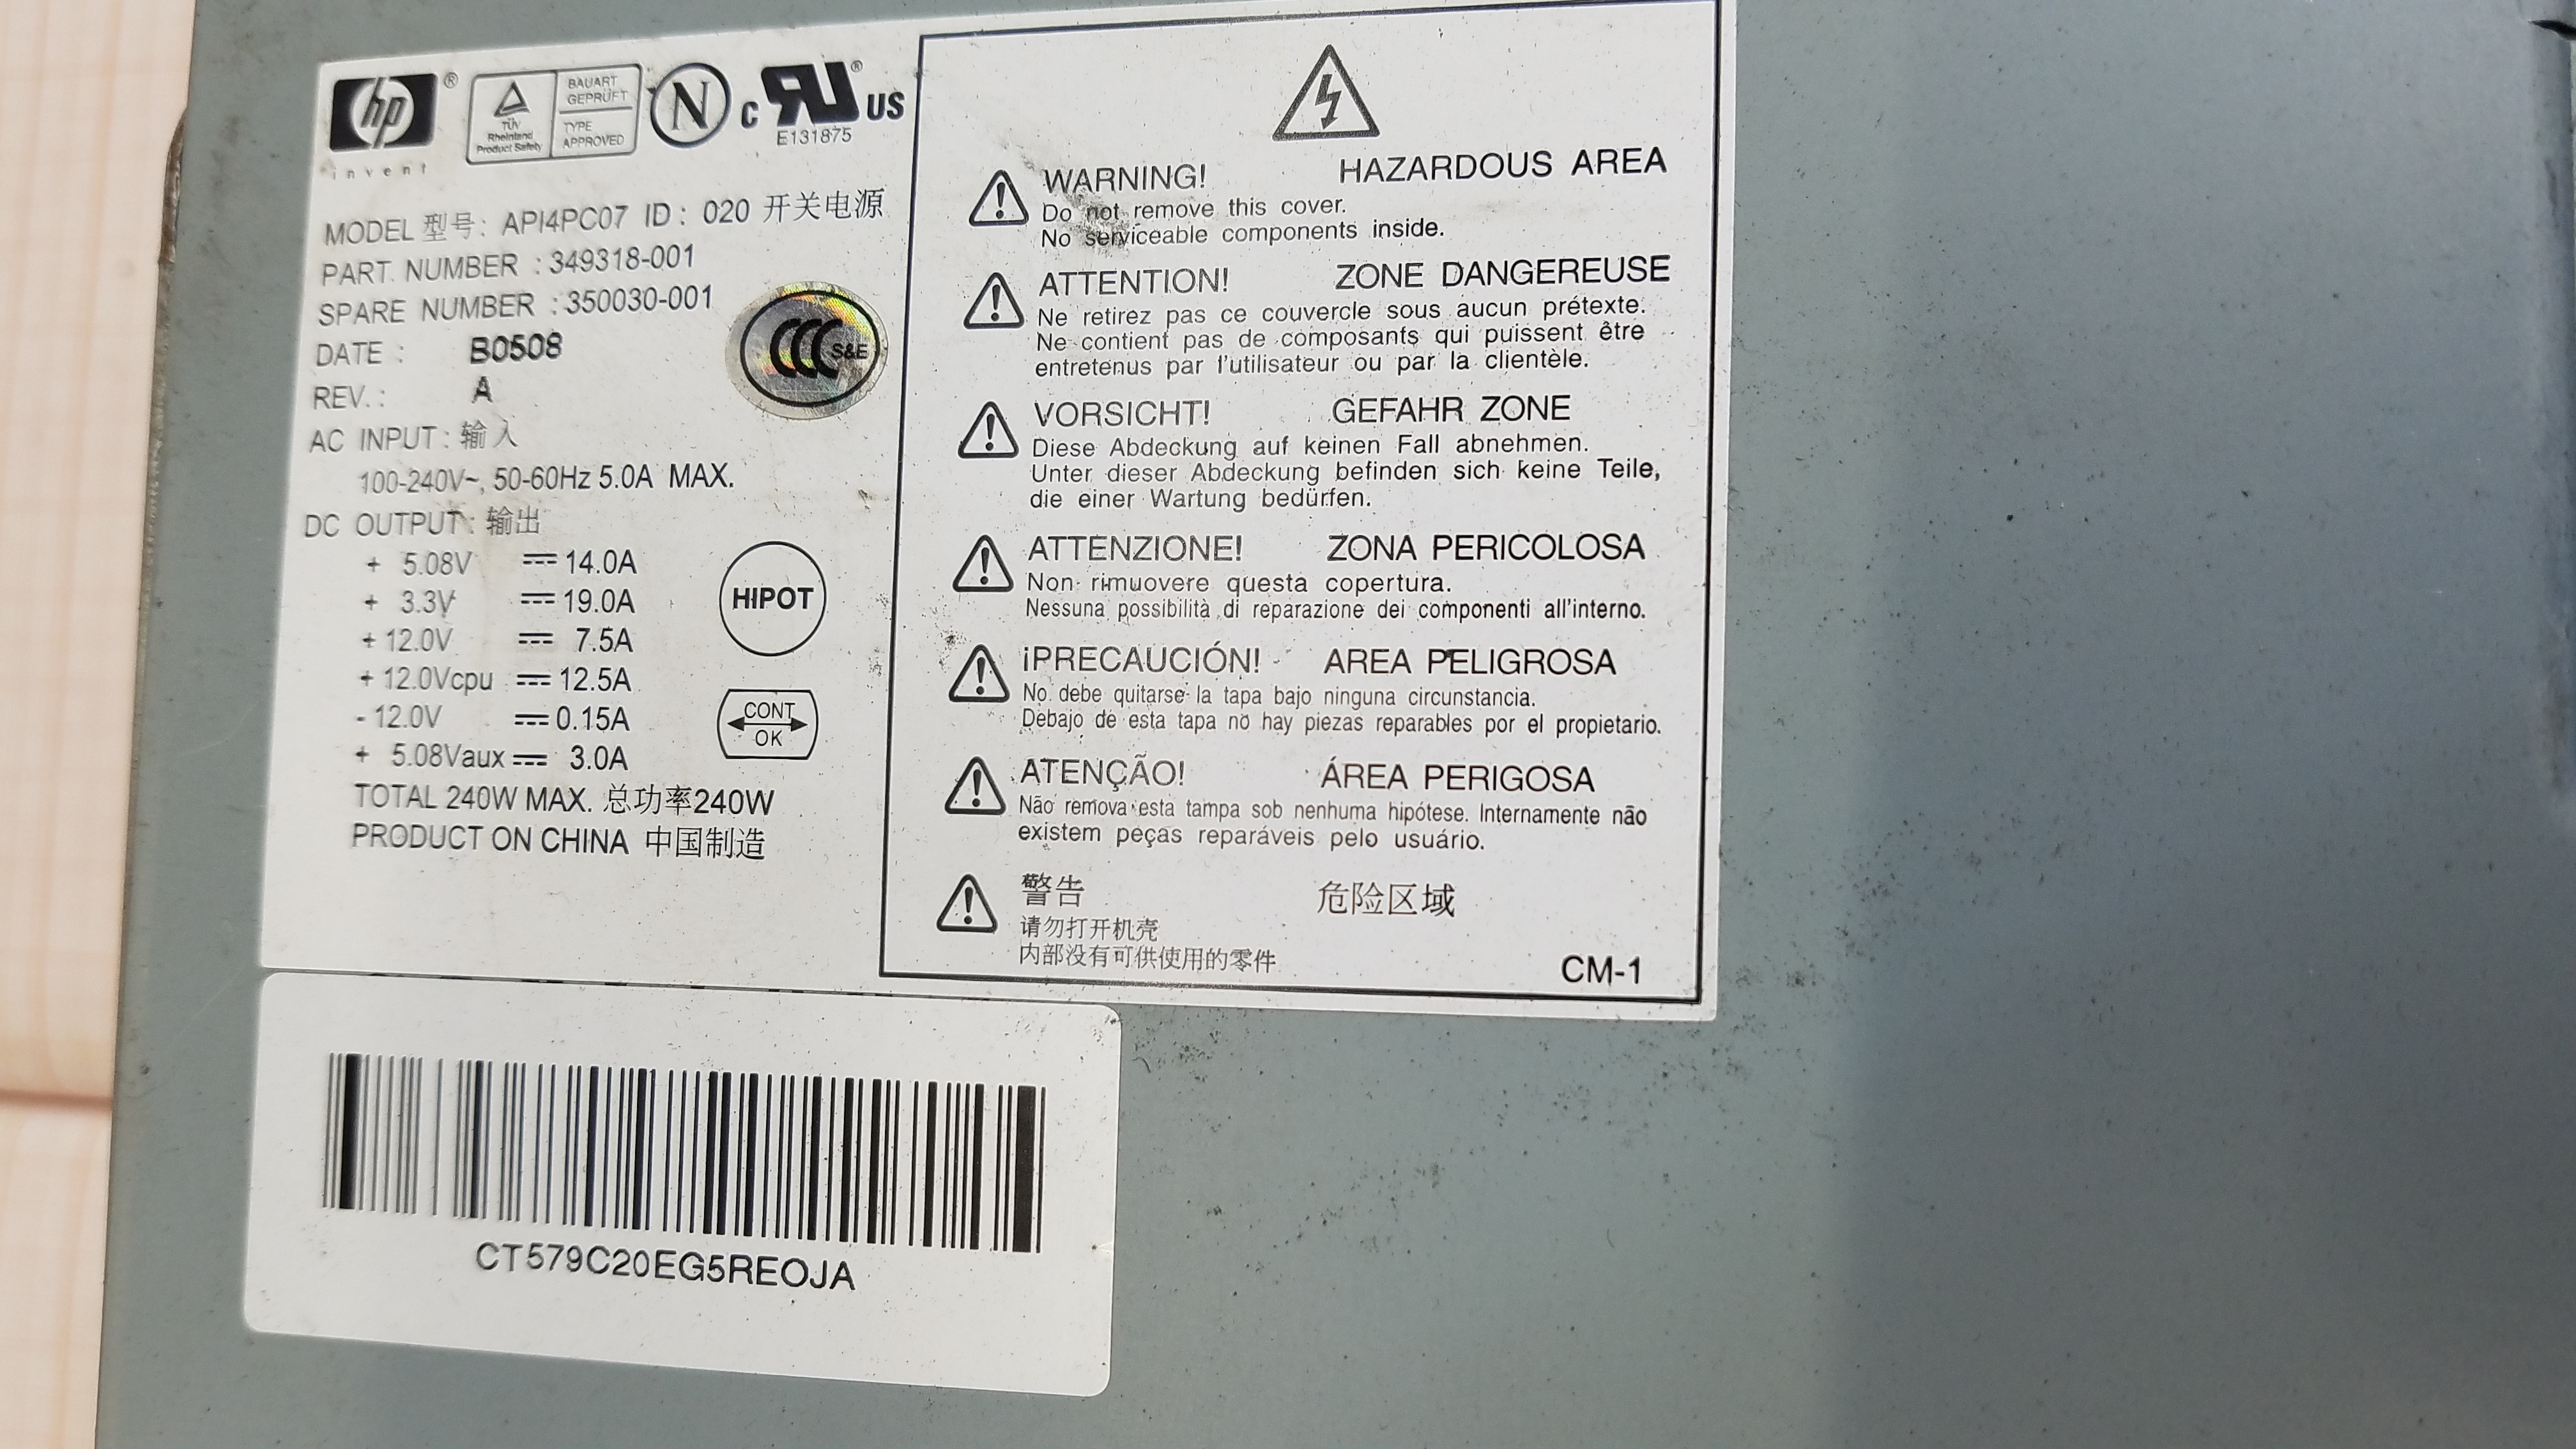 hp ®
invent
TÜV
Rheinland
Product Safety
BAUART
GEPRÜFT
TYPE
APPROVED
N
c RU ® US
E131875
MODEL 型号: API4PC07 ID: 020 开关电源
PART NUMBER : 349318-001
SPARE NUMBER : 350030-001
DATE : B0508
REV. : A
CCC S&E
AC INPUT : 输入
100-240V~, 50-60Hz 5.0A MAX.
DC OUTPUT : 输出
+ 5.08V ⎓ 14.0A
+ 3.3V ⎓ 19.0A
+ 12.0V ⎓ 7.5A
+ 12.0Vcpu ⎓ 12.5A
- 12.0V ⎓ 0.15A
+ 5.08Vaux ⎓ 3.0A
TOTAL 240W MAX. 总功率240W
PRODUCT ON CHINA 中国制造
HIPOT
CONT
OK
WARNING! HAZARDOUS AREA
Do not remove this cover.
No serviceable components inside.
ATTENTION! ZONE DANGEREUSE
Ne retirez pas ce couvercle sous aucun prétexte.
Ne contient pas de composants qui puissent être
entretenus par l'utilisateur ou par la clientèle.
VORSICHT! GEFAHR ZONE
Diese Abdeckung auf keinen Fall abnehmen.
Unter dieser Abdeckung befinden sich keine Teile,
die einer Wartung bedürfen.
ATTENZIONE! ZONA PERICOLOSA
Non rimuovere questa copertura.
Nessuna possibilità di reparazione dei componenti all'interno.
¡PRECAUCIÓN! AREA PELIGROSA
No debe quitarse la tapa bajo ninguna circunstancia.
Debajo de esta tapa no hay piezas reparables por el propietario.
ATENÇÃO! ÁREA PERIGOSA
Não remova esta tampa sob nenhuma hipótese. Internamente não
existem peças reparáveis pelo usuário.
警告 危险区域
请勿打开机壳
内部没有可供使用的零件
CM-1
CT579C20EG5REOJA